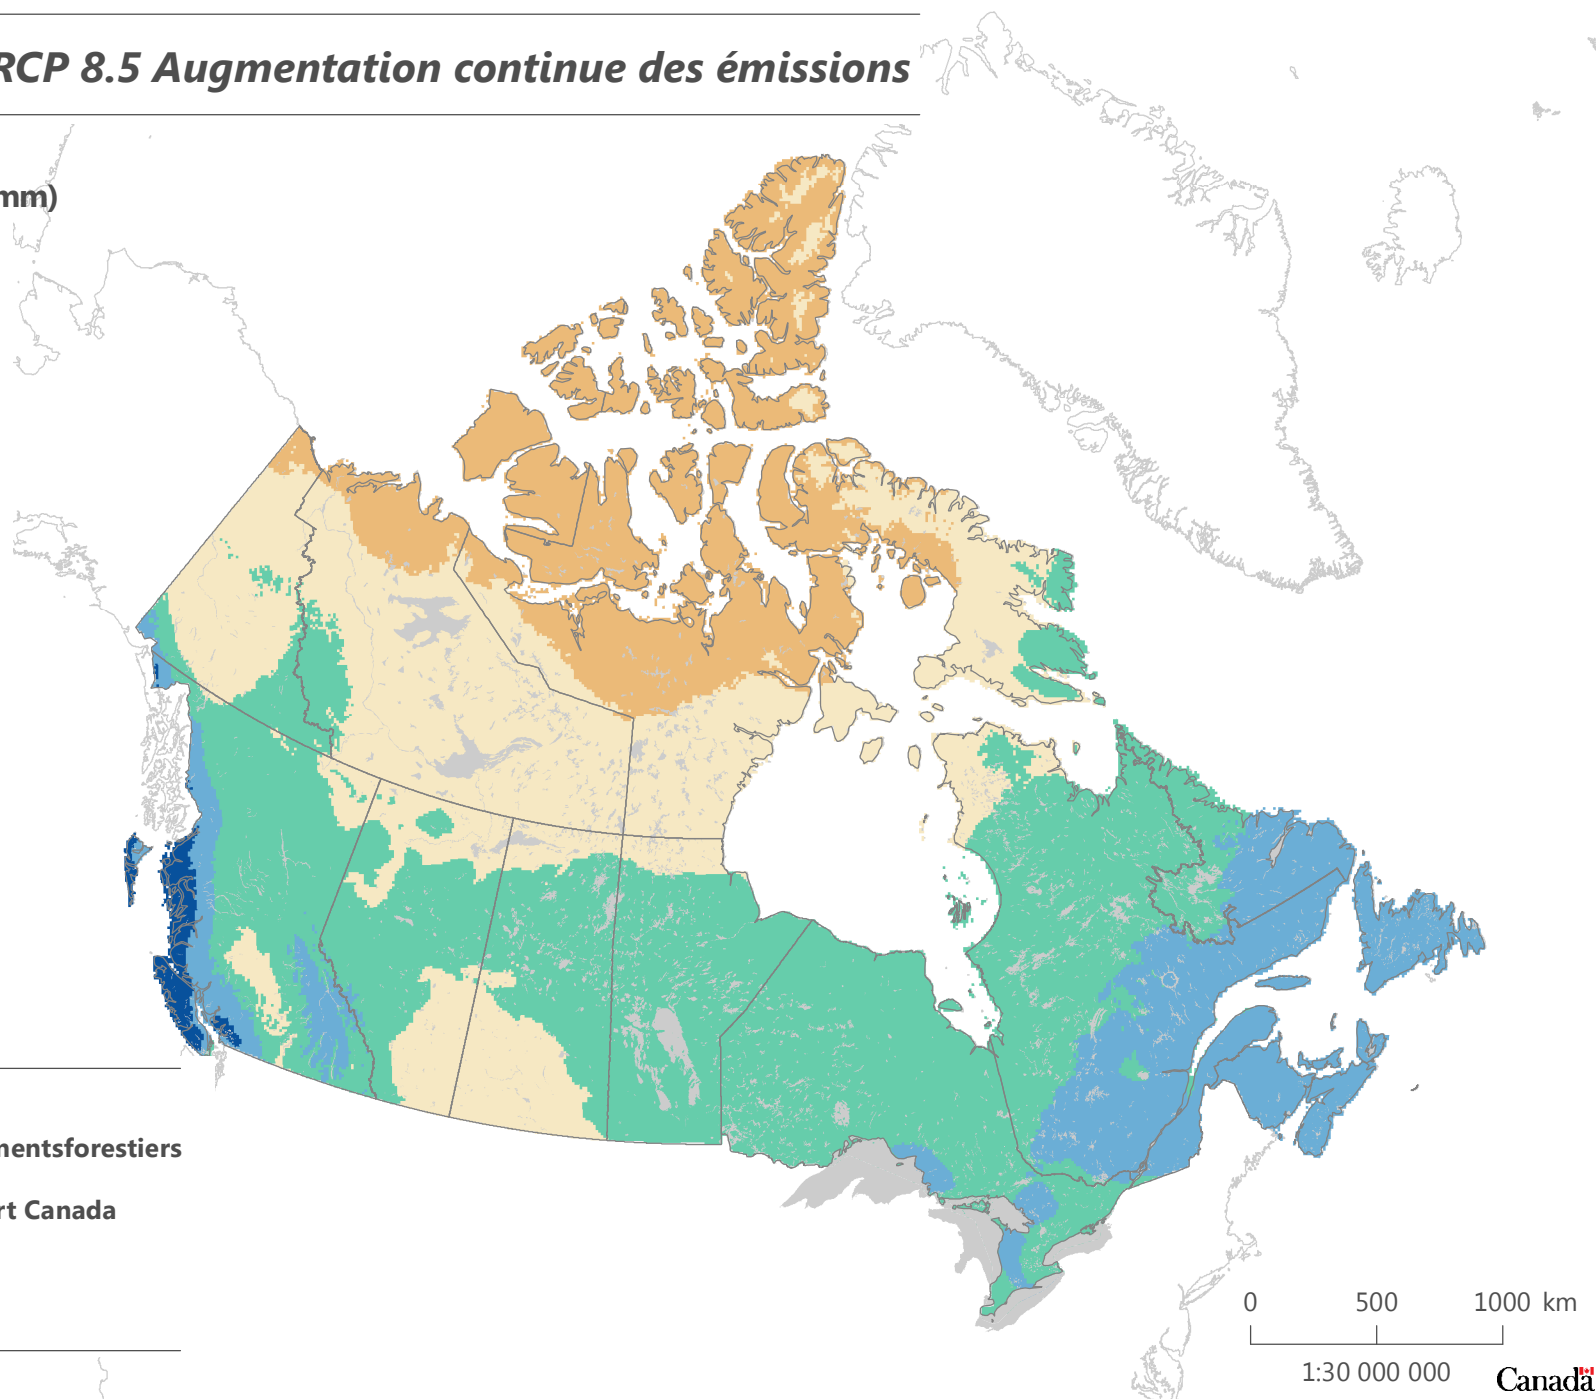 RCP 8.5 Augmentation continue des émissions
mm)
mentsforestiers
rt Canada
0 500 1000 km
1:30 000 000
Canada